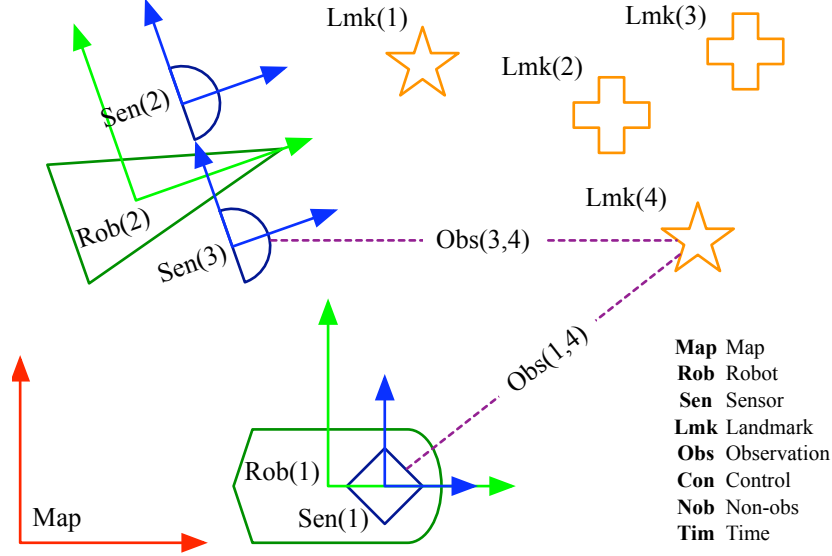 Lmk(1)
Lmk(3)
Lmk(2)
Sen(2)
Lmk(4)
Rob(2)
Sen(3)
Obs(3,4)
Obs(1,4)
Map Map
Rob Robot
Sen Sensor
Lmk Landmark
Obs Observation
Con Control
Nob Non-obs
Tim Time
Rob(1)
Sen(1)
Map